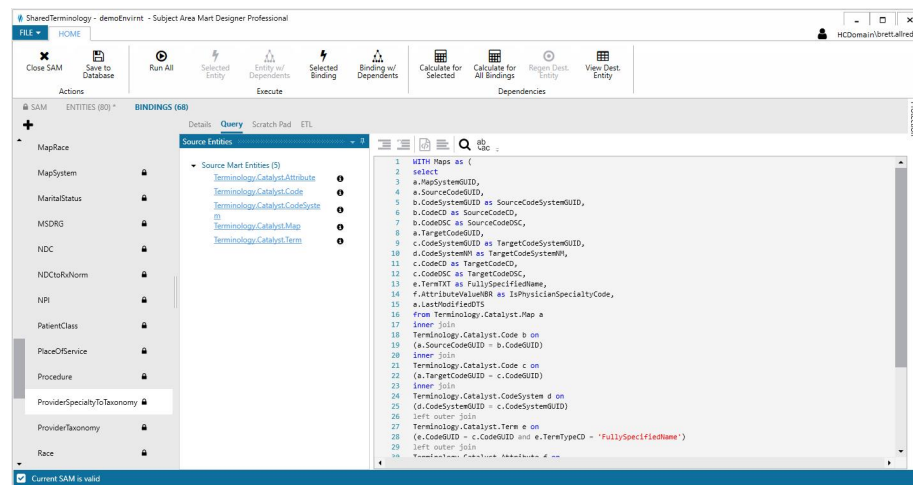 SharedTerminology - demoEnvirnt - Subject Area Mart Designer Professional
FILE HOME
HCDomain\brett.allred
Close SAM
Save to Database
Run All
Selected Entity
Entity w/ Dependents
Selected Binding
Binding w/ Dependents
Calculate for Selected
Calculate for All Bindings
Regen Dest. Entity
View Dest. Entity
Actions
Execute
Dependencies
SAM ENTITIES (80) * BINDINGS (68)
Details Query Scratch Pad ETL
MapRace
MapSystem
MaritalStatus
MSDRG
NDC
NDCtoRxNorm
NPI
PatientClass
PlaceOfService
Procedure
ProviderSpecialtyToTaxonomy
ProviderTaxonomy
Race
Source Entities
Source Mart Entities (5)
Terminology.Catalyst.Attribute
Terminology.Catalyst.Code
Terminology.Catalyst.CodeSyste
m
Terminology.Catalyst.Map
Terminology.Catalyst.Term
1 WITH Maps as (
2 select
3 a.MapSystemGUID,
4 a.SourceCodeGUID,
5 b.CodeSystemGUID as SourceCodeSystemGUID,
6 b.CodeCD as SourceCodeCD,
7 b.CodeDSC as SourceCodeDSC,
8 a.TargetCodeGUID,
9 c.CodeSystemGUID as TargetCodeSystemGUID,
10 d.CodeSystemNM as TargetCodeSystemNM,
11 c.CodeCD as TargetCodeCD,
12 c.CodeDSC as TargetCodeDSC,
13 e.TermTXT as FullySpecifiedName,
14 f.AttributeValueNBR as IsPhysicianSpecialtyCode,
15 a.LastModifiedDTS
16 from Terminology.Catalyst.Map a
17 inner join
18 Terminology.Catalyst.Code b on
19 (a.SourceCodeGUID = b.CodeGUID)
20 inner join
21 Terminology.Catalyst.Code c on
22 (a.TargetCodeGUID = c.CodeGUID)
23 inner join
24 Terminology.Catalyst.CodeSystem d on
25 (d.CodeSystemGUID = c.CodeSystemGUID)
26 left outer join
27 Terminology.Catalyst.Term e on
28 (e.CodeGUID = c.CodeGUID and e.TermTypeCD = 'FullySpecifiedName')
29 left outer join
30 Terminology.Catalyst.Attribute f on
Current SAM is valid